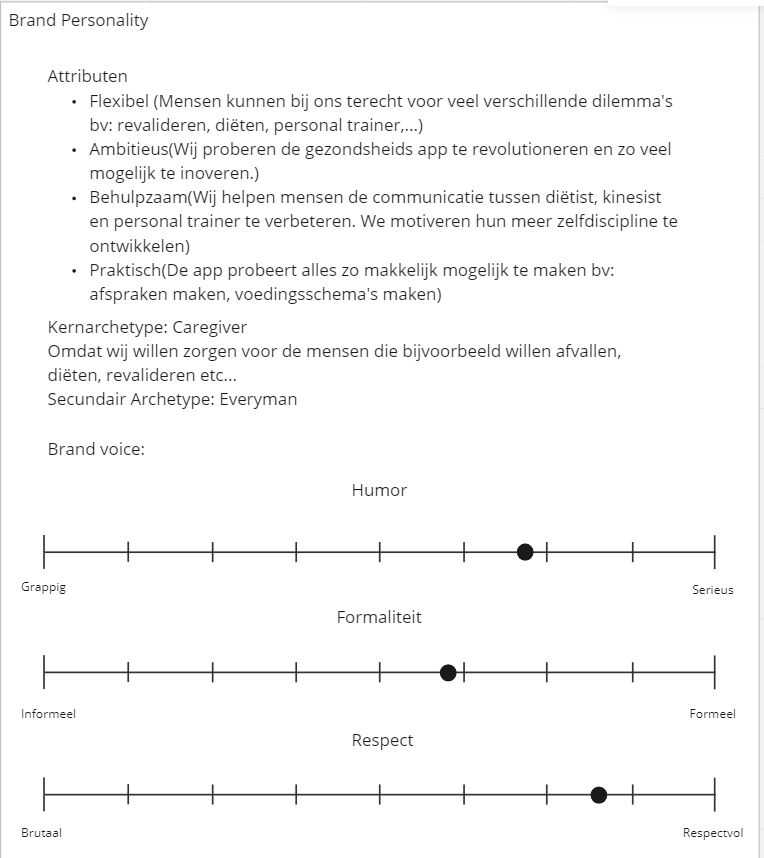 Brand Personality
Attributen
• Flexibel (Mensen kunnen bij ons terecht voor veel verschillende dilemma's
bv: revalideren, diëten, personal trainer,...)
• Ambitieus(Wij proberen de gezondsheids app te revolutioneren en zo veel
mogelijk te inoveren.)
• Behulpzaam(Wij helpen mensen de communicatie tussen diëtist, kinesist
en personal trainer te verbeteren. We motiveren hun meer zelfdiscipline te
ontwikkelen)
• Praktisch(De app probeert alles zo makkelijk mogelijk te maken bv:
afspraken maken, voedingsschema's maken)
Kernarchetype: Caregiver
Omdat wij willen zorgen voor de mensen die bijvoorbeeld willen afvallen,
diëten, revalideren etc...
Secundair Archetype: Everyman
Brand voice:
Humor
Grappig
Serieus
Formaliteit
Informeel
Formeel
Respect
Brutaal
Respectvol